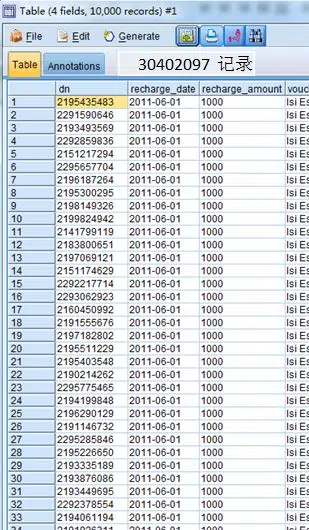 Table (4 fields, 10,000 records) #1
File Edit Generate
Table Annotations 30402097 记录
dn recharge_date recharge_amount vouc
1 2195435483 2011-06-01 1000 Isi Es
2 2291590646 2011-06-01 1000 Isi Es
3 2193493569 2011-06-01 1000 Isi Es
4 2292859836 2011-06-01 1000 Isi Es
5 2151217294 2011-06-01 1000 Isi Es
6 2295657704 2011-06-01 1000 Isi Es
7 2196187264 2011-06-01 1000 Isi Es
8 2195300295 2011-06-01 1000 Isi Es
9 2198149326 2011-06-01 1000 Isi Es
10 2199824942 2011-06-01 1000 Isi Es
11 2141799119 2011-06-01 1000 Isi Es
12 2183800651 2011-06-01 1000 Isi Es
13 2197069121 2011-06-01 1000 Isi Es
14 2151174629 2011-06-01 1000 Isi Es
15 2292217714 2011-06-01 1000 Isi Es
16 2293062923 2011-06-01 1000 Isi Es
17 2160450992 2011-06-01 1000 Isi Es
18 2191555676 2011-06-01 1000 Isi Es
19 2197182802 2011-06-01 1000 Isi Es
20 2195511229 2011-06-01 1000 Isi Es
21 2195403548 2011-06-01 1000 Isi Es
22 2190214262 2011-06-01 1000 Isi Es
23 2295775465 2011-06-01 1000 Isi Es
24 2194199848 2011-06-01 1000 Isi Es
25 2296290129 2011-06-01 1000 Isi Es
26 2291146732 2011-06-01 1000 Isi Es
27 2295285846 2011-06-01 1000 Isi Es
28 2195226650 2011-06-01 1000 Isi Es
29 2193335189 2011-06-01 1000 Isi Es
30 2193876086 2011-06-01 1000 Isi Es
31 2193449695 2011-06-01 1000 Isi Es
32 2292378554 2011-06-01 1000 Isi Es
33 2194061194 2011-06-01 1000 Isi Es